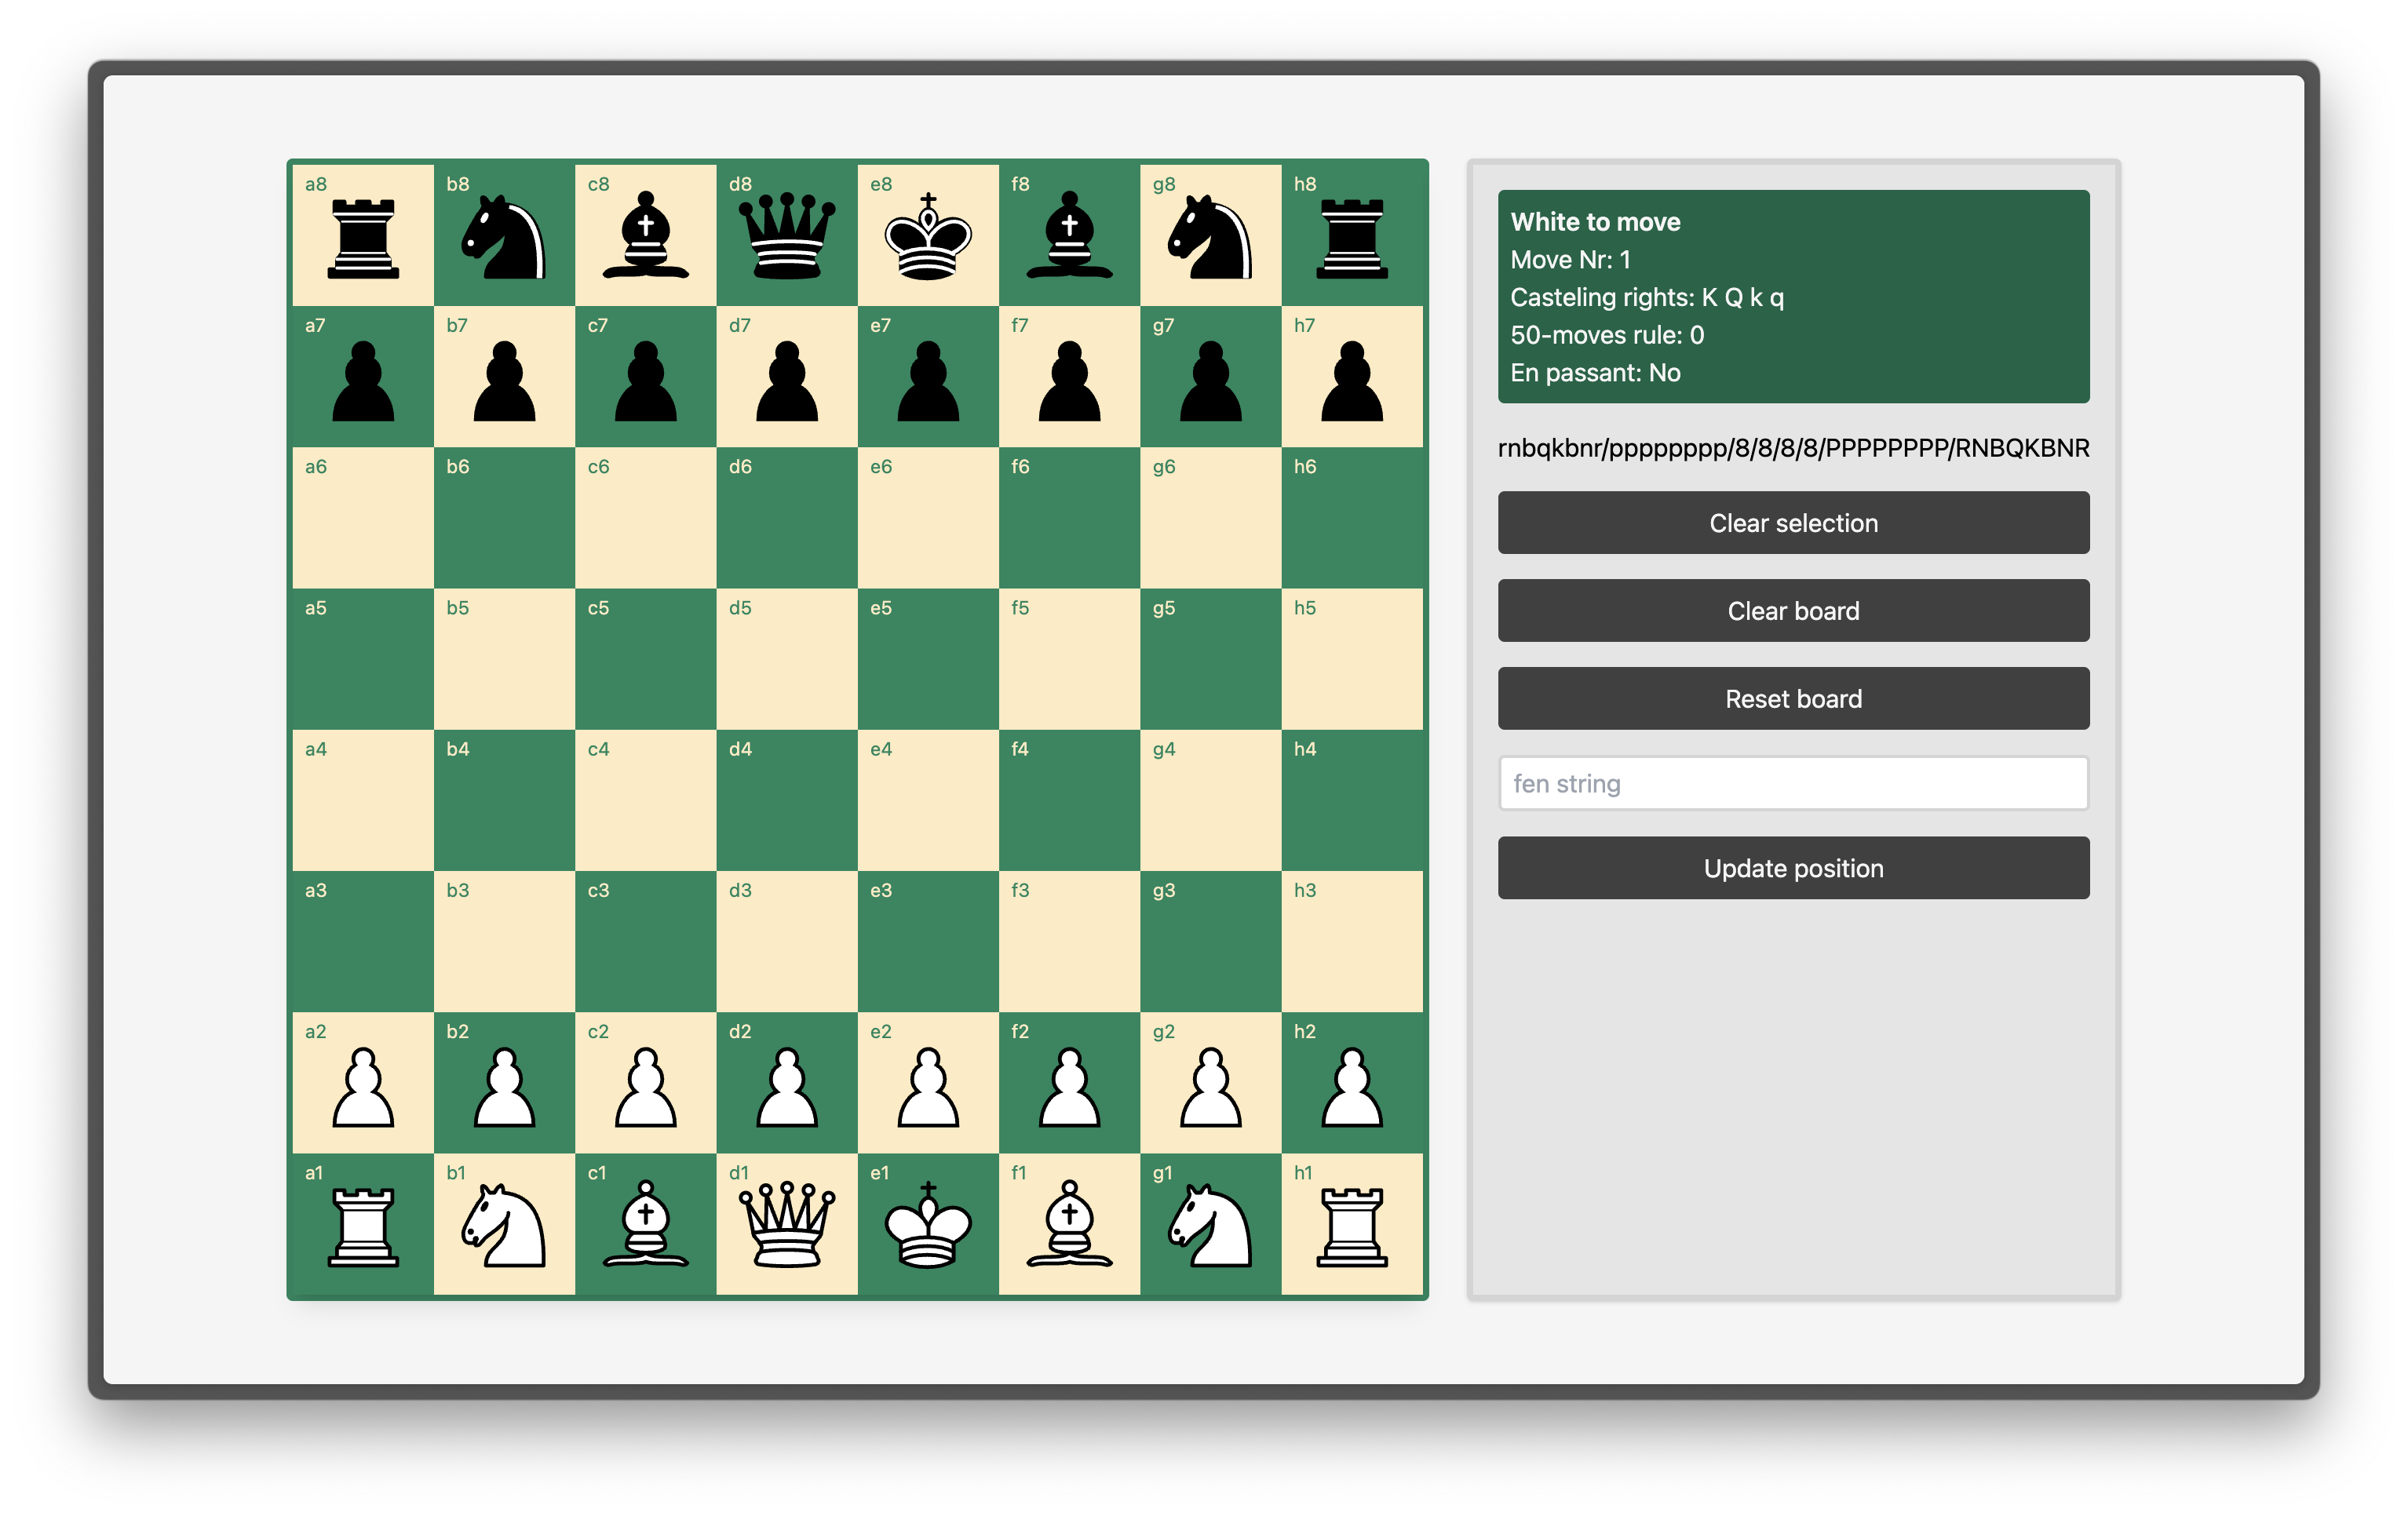 a8 b8 c8 d8 e8 f8 g8 h8
a7 b7 c7 d7 e7 f7 g7 h7
a6 b6 c6 d6 e6 f6 g6 h6
a5 b5 c5 d5 e5 f5 g5 h5
a4 b4 c4 d4 e4 f4 g4 h4
a3 b3 c3 d3 e3 f3 g3 h3
a2 b2 c2 d2 e2 f2 g2 h2
a1 b1 c1 d1 e1 f1 g1 h1
White to move
Move Nr: 1
Casteling rights: K Q k q
50-moves rule: 0
En passant: No
rnbqkbnr/pppppppp/8/8/8/8/PPPPPPPP/RNBQKBNR
Clear selection
Clear board
Reset board
fen string
Update position